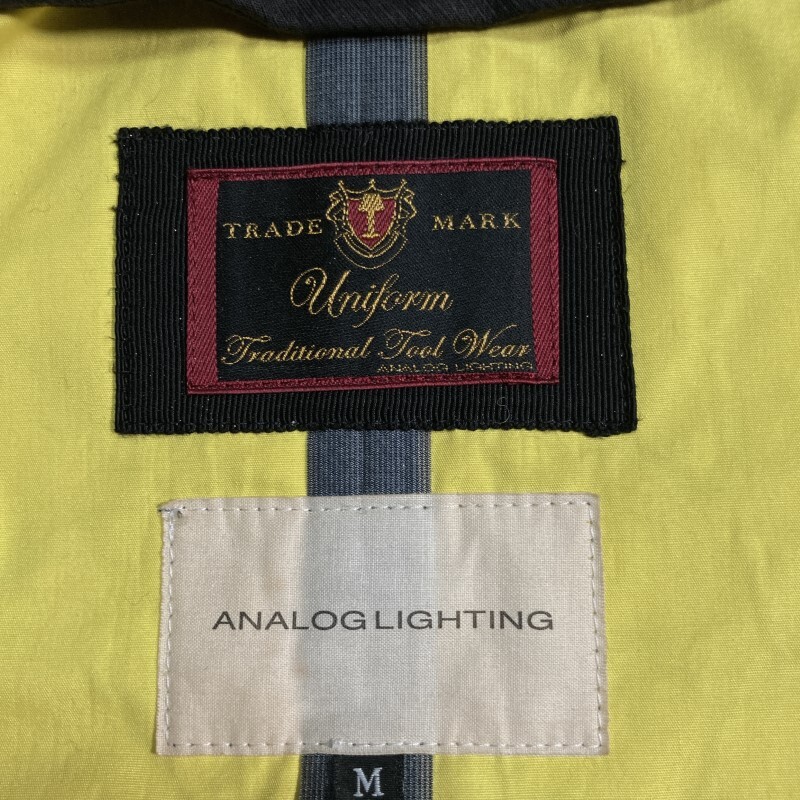 TRADE MARK
Uniform
Traditional Tool Wear
ANALOG LIGHTING
ANALOG LIGHTING
M